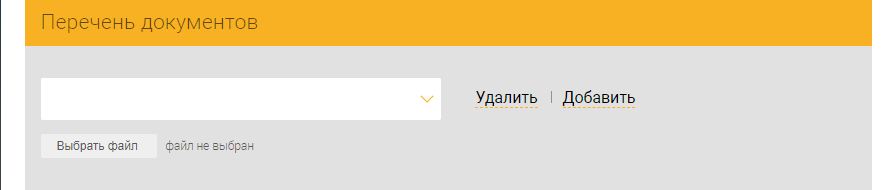 Перечень документов
Удалить | Добавить
Выбрать файл файл не выбран